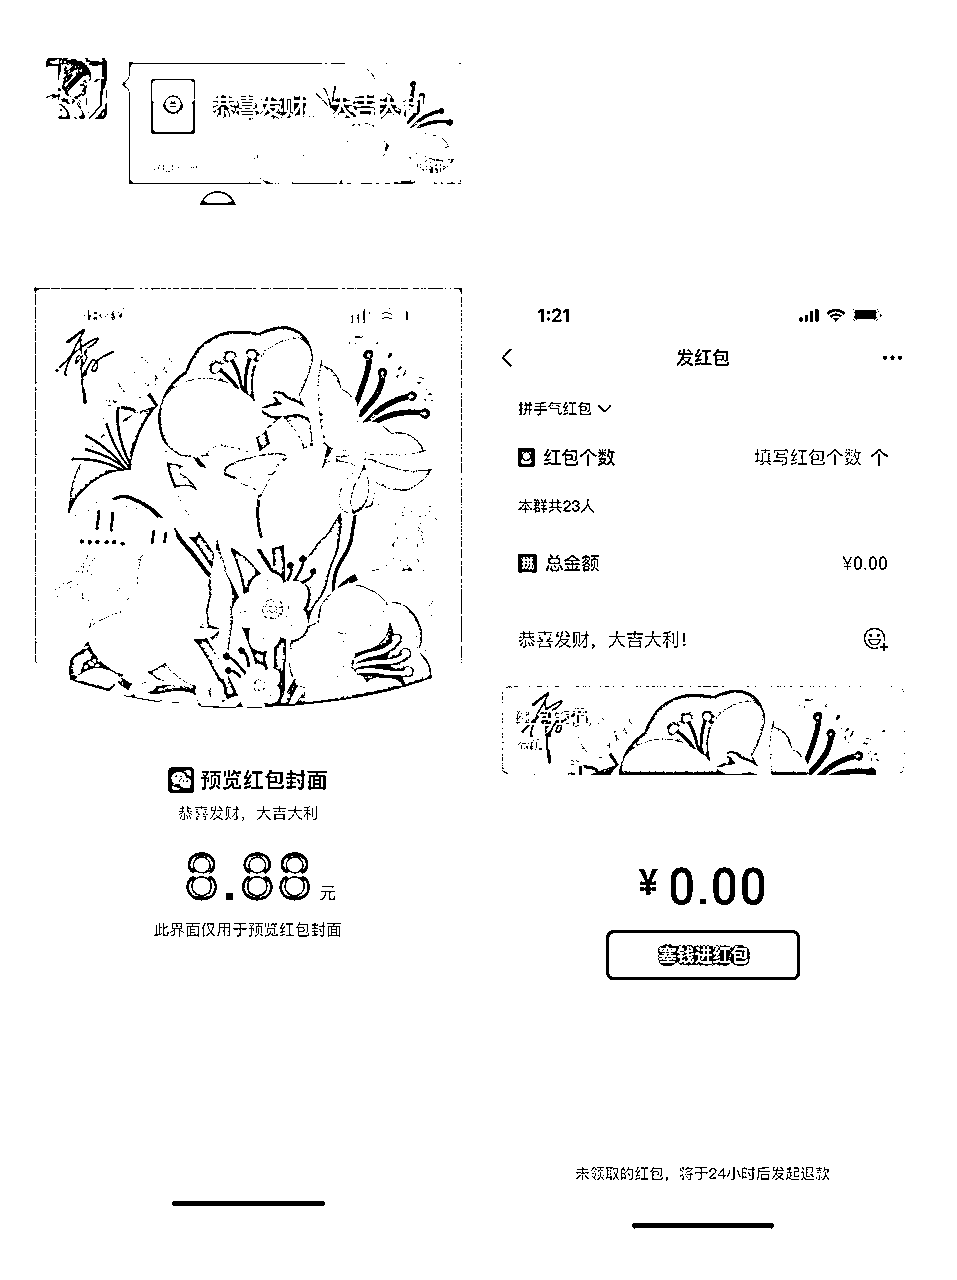 恭喜发财，大吉大利
预览红包封面
恭喜发财，大吉大利
8.88 元
此界面仅用于预览红包封面
1:21
发红包
拼手气红包
红包个数 填写红包个数 个
本群共23人
拼 总金额 ¥0.00
恭喜发财，大吉大利！
红包封面
¥ 0.00
塞钱进红包
未领取的红包，将于24小时后发起退款